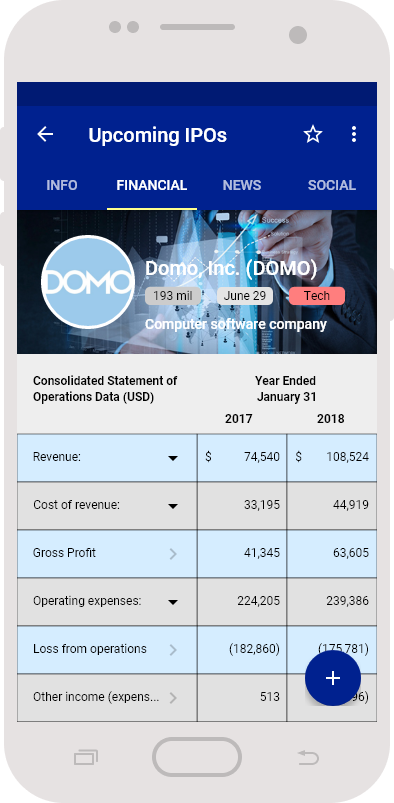 Upcoming IPOs
INFO FINANCIAL NEWS SOCIAL
Success
Solution
DOMO
Domo, Inc. (DOMO)
193 mil June 29 Tech
Computer software company
Consolidated Statement of Operations Data (USD)
Year Ended
January 31
2017 2018
Revenue: $ 74,540 $ 108,524
Cost of revenue: 33,195 44,919
Gross Profit 41,345 63,605
Operating expenses: 224,205 239,386
Loss from operations (182,860) (175,781)
Other income (expens... 513 96)
+